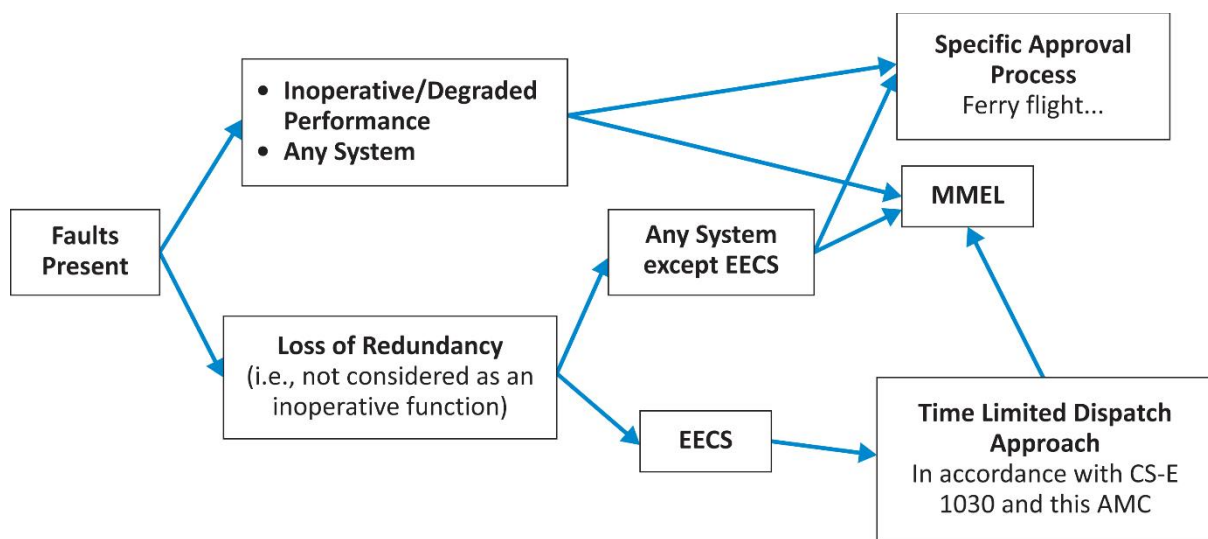 Specific Approval
Process
Ferry flight...
• Inoperative/Degraded
Performance
• Any System
MMEL
Faults
Present
Any System
except EECS
Loss of Redundancy
(i.e., not considered as an
inoperative function)
EECS
Time Limited Dispatch
Approach
In accordance with CS-E
1030 and this AMC